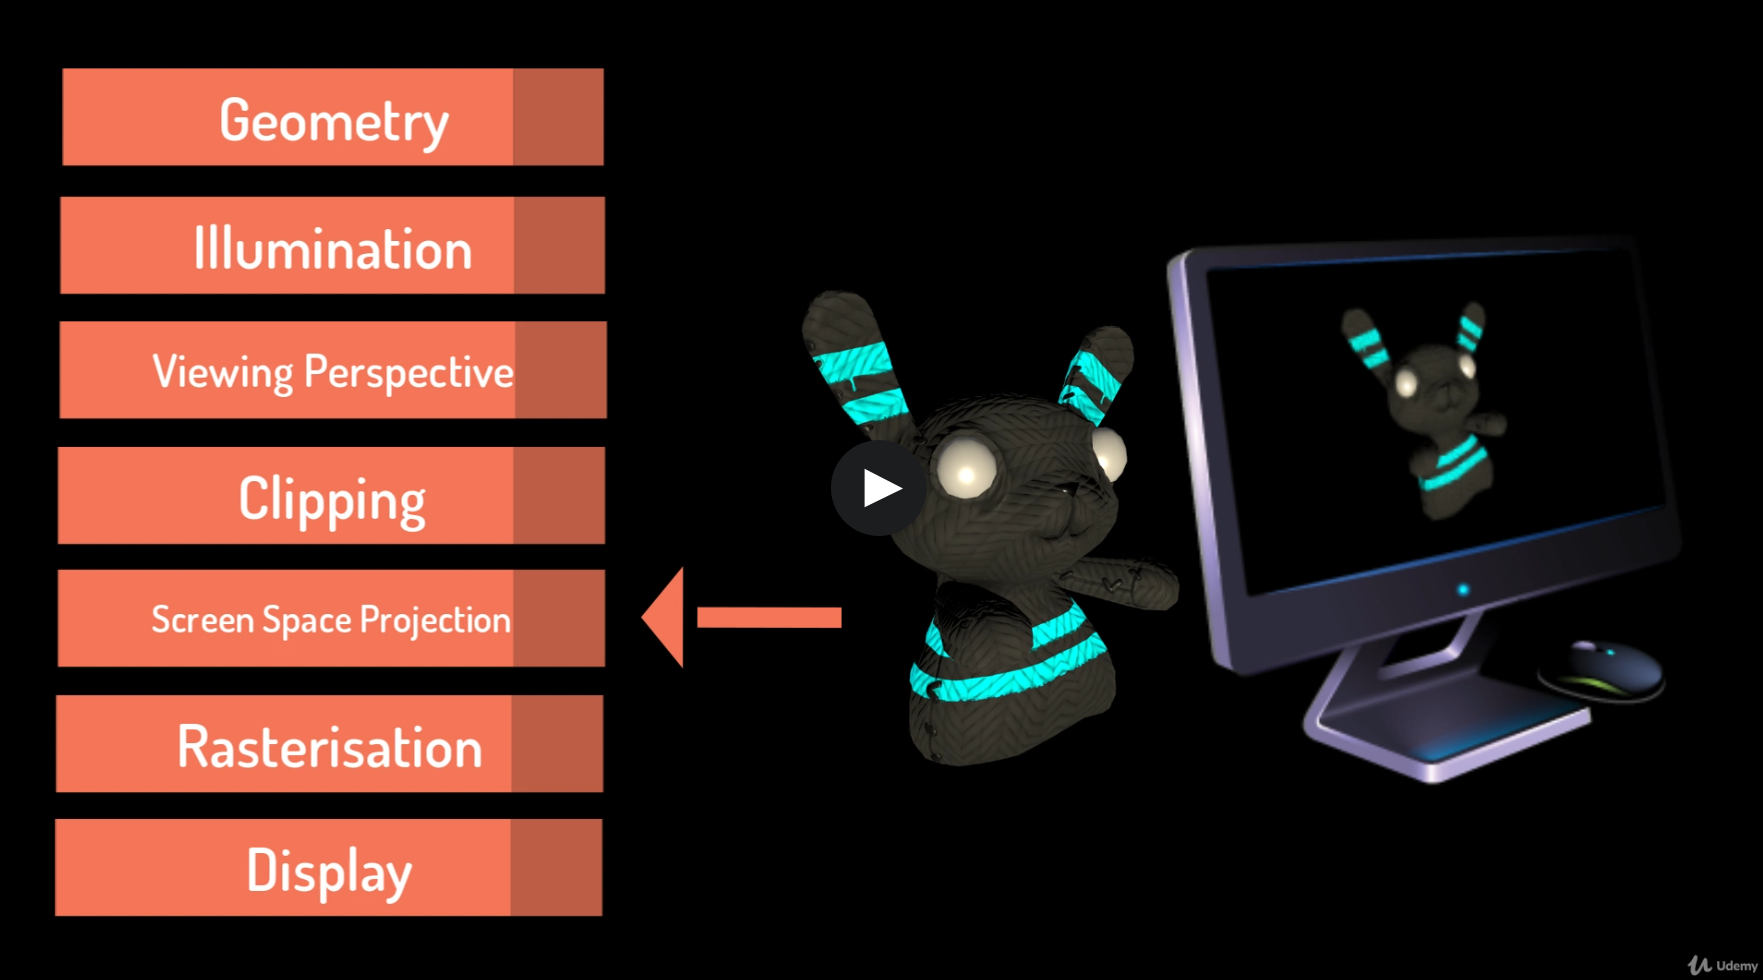 Geometry
Illumination
Viewing Perspective
Clipping
Screen Space Projection
Rasterisation
Display
Udemy